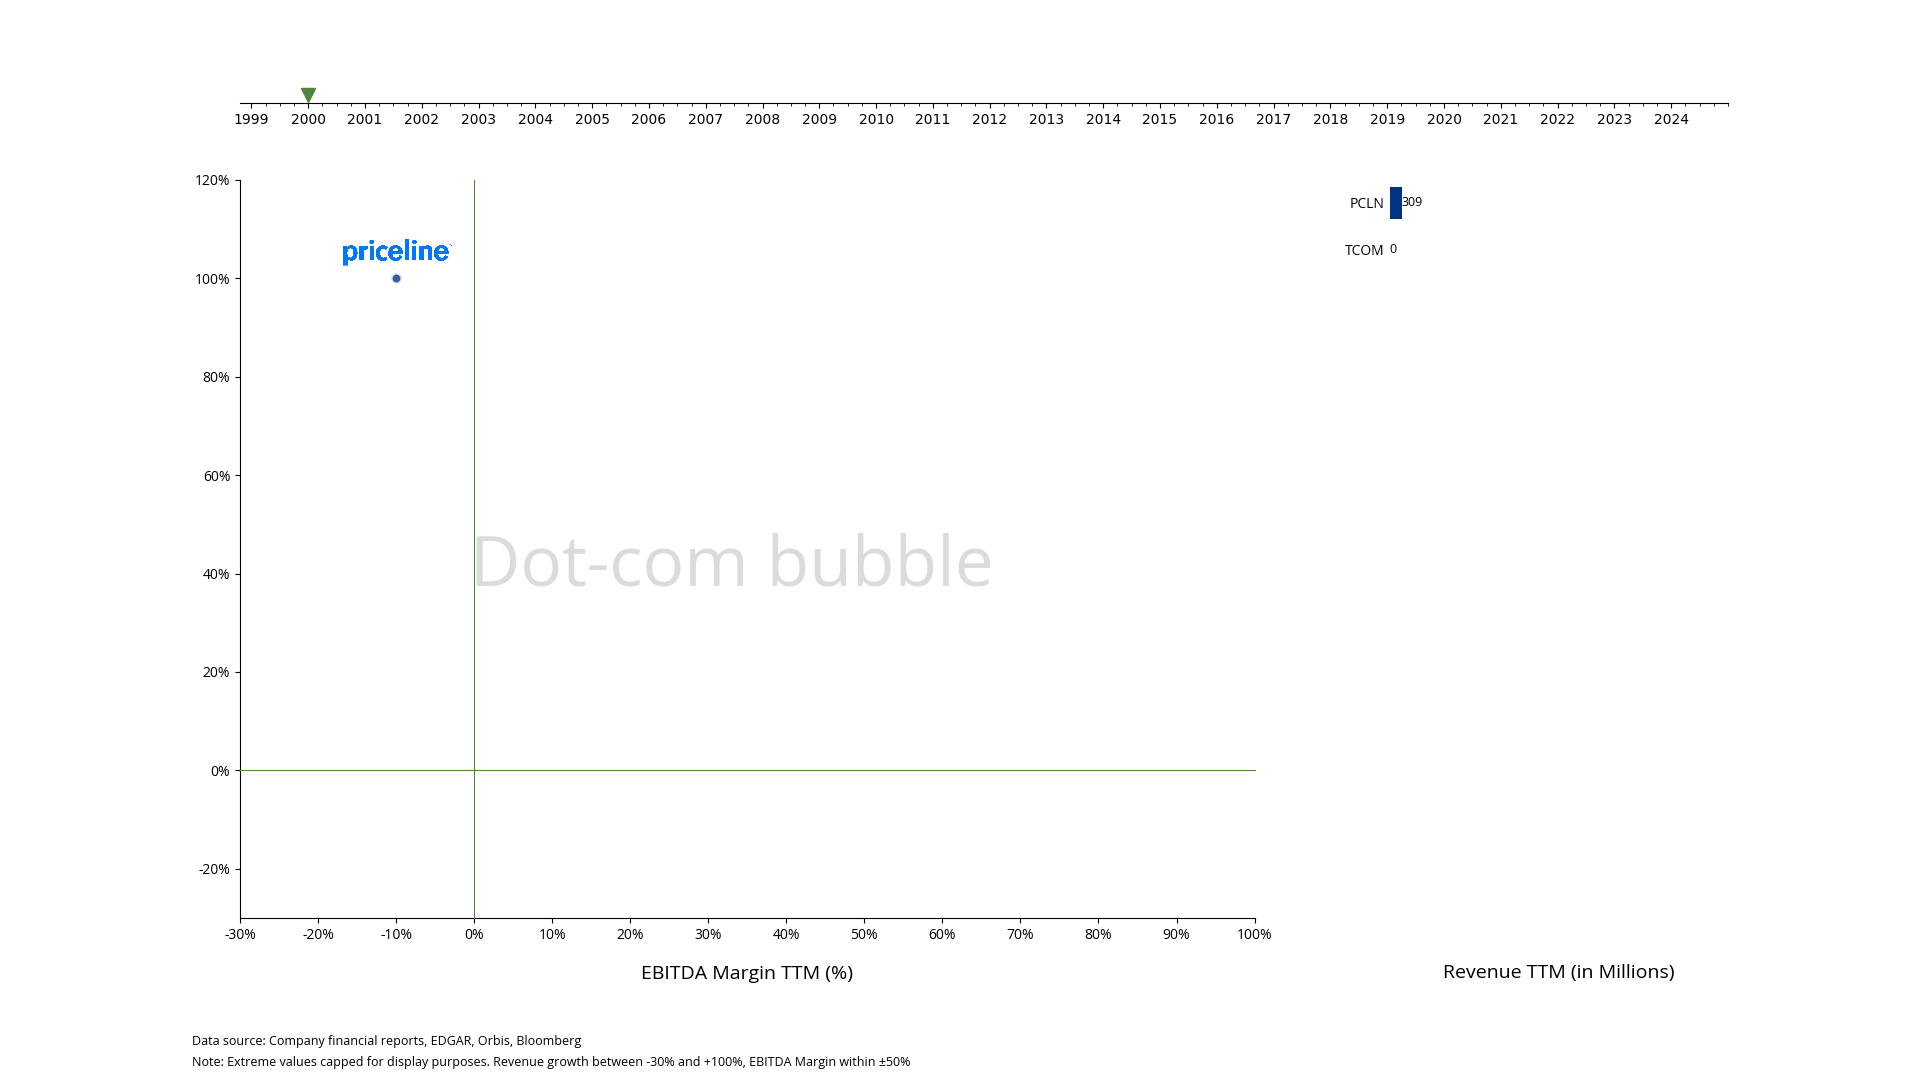 1999 2000 2001 2002 2003 2004 2005 2006 2007 2008 2009 2010 2011 2012 2013 2014 2015 2016 2017 2018 2019 2020 2021 2022 2023 2024
120%
100%
80%
60%
40%
20%
0%
-20%
priceline
Dot-com bubble
-30% -20% -10% 0% 10% 20% 30% 40% 50% 60% 70% 80% 90% 100%
EBITDA Margin TTM (%)
PCLN 309
TCOM 0
Revenue TTM (in Millions)
Data source: Company financial reports, EDGAR, Orbis, Bloomberg
Note: Extreme values capped for display purposes. Revenue growth between -30% and +100%, EBITDA Margin within ±50%